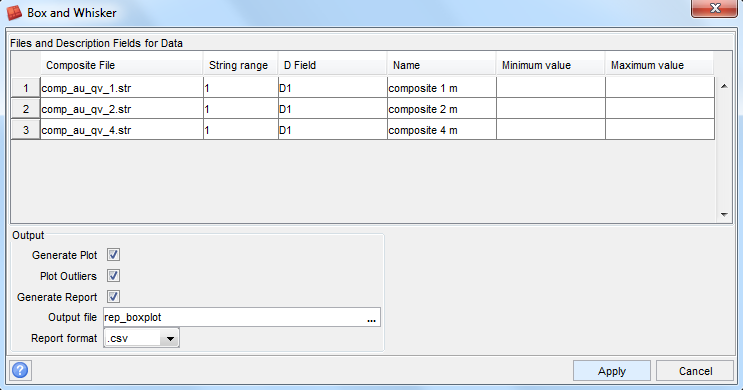 Box and Whisker
Files and Description Fields for Data
Composite File String range D Field Name Minimum value Maximum value
1 comp_au_qv_1.str 1 D1 composite 1 m
2 comp_au_qv_2.str 1 D1 composite 2 m
3 comp_au_qv_4.str 1 D1 composite 4 m
Output
Generate Plot
Plot Outliers
Generate Report
Output file rep_boxplot ...
Report format .csv
? Apply Cancel